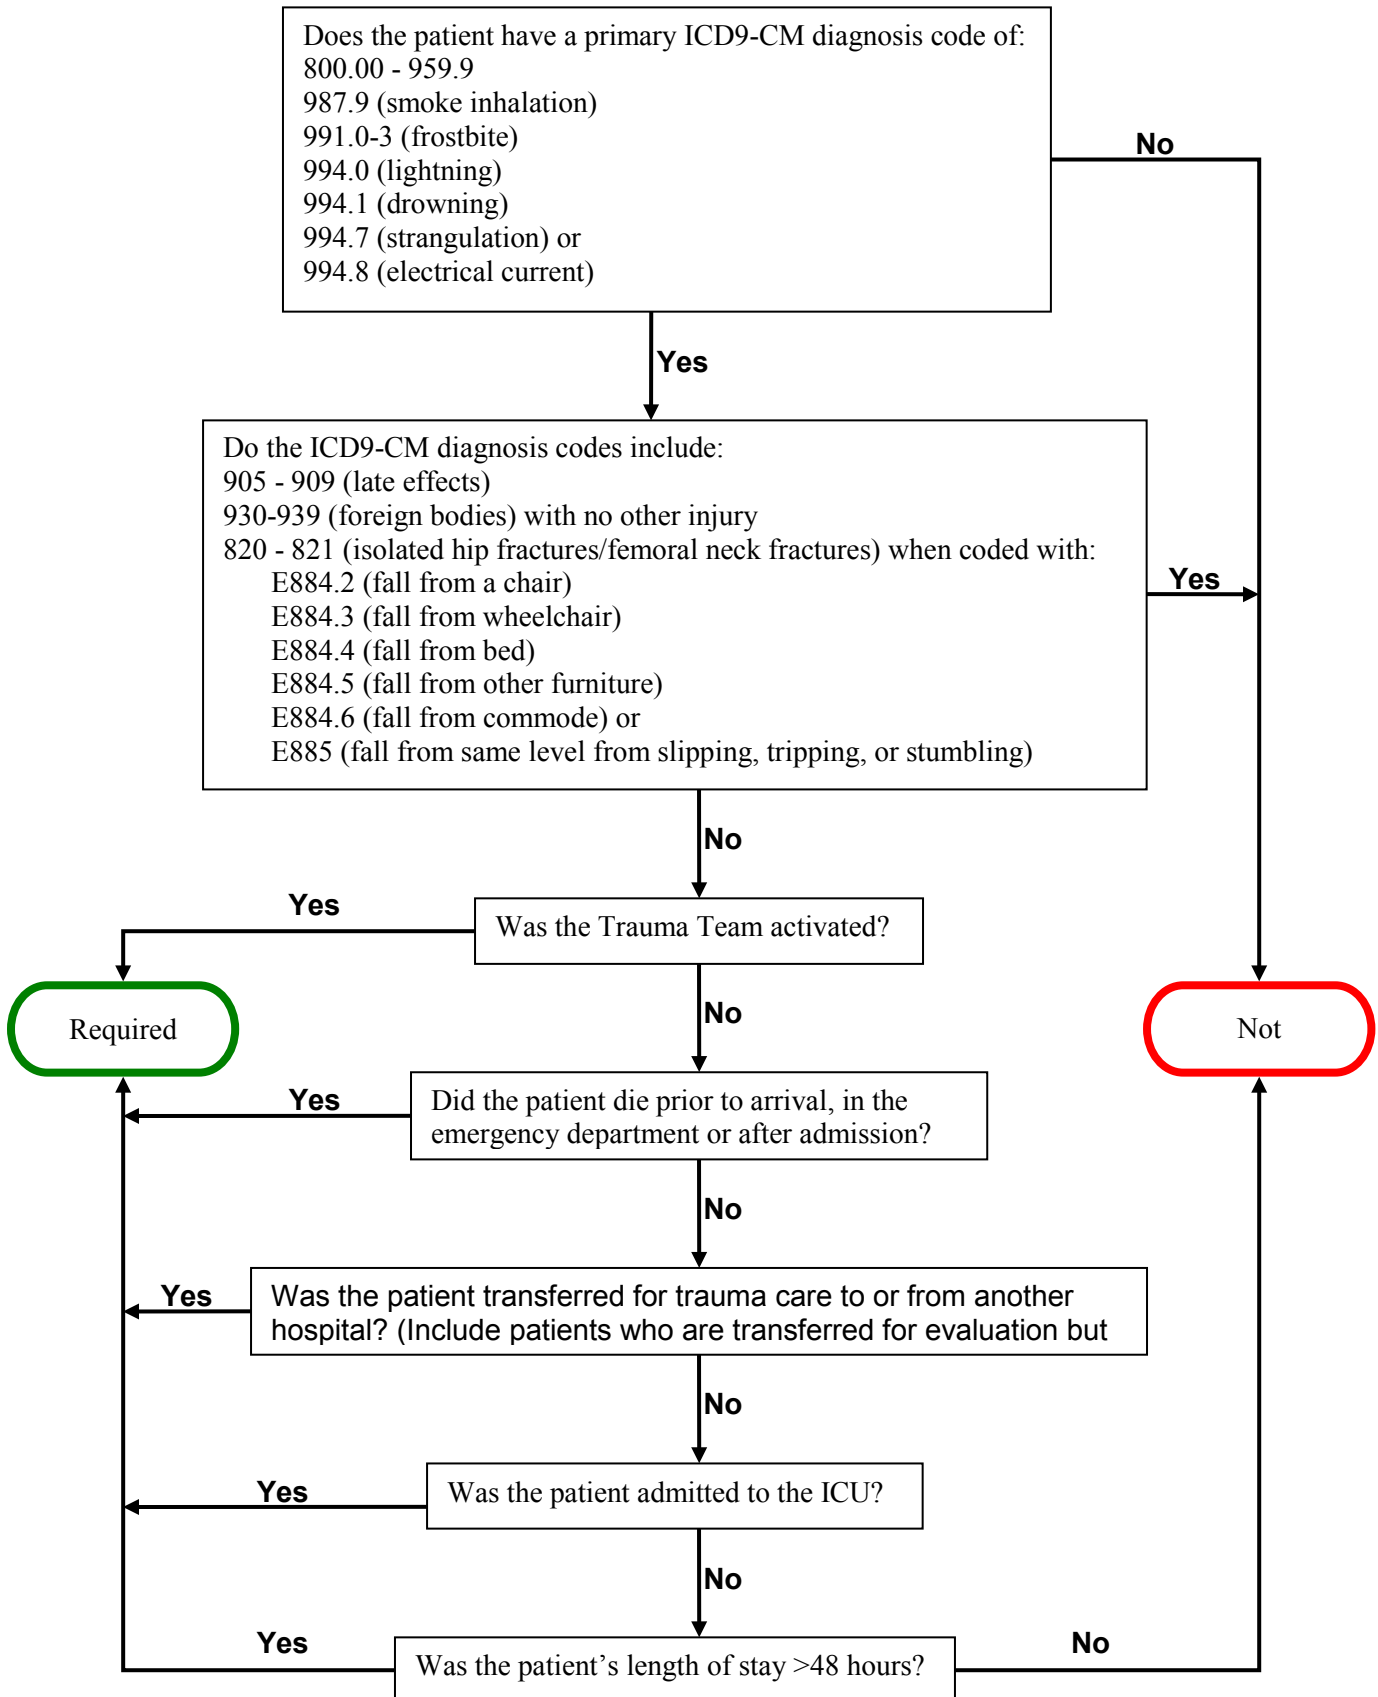 Does the patient have a primary ICD9-CM diagnosis code of:
800.00 - 959.9
987.9 (smoke inhalation)
991.0-3 (frostbite)
994.0 (lightning)
994.1 (drowning)
994.7 (strangulation) or
994.8 (electrical current)
No
Yes
Do the ICD9-CM diagnosis codes include:
905 - 909 (late effects)
930-939 (foreign bodies) with no other injury
820 - 821 (isolated hip fractures/femoral neck fractures) when coded with:
E884.2 (fall from a chair)
E884.3 (fall from wheelchair)
E884.4 (fall from bed)
E884.5 (fall from other furniture)
E884.6 (fall from commode) or
E885 (fall from same level from slipping, tripping, or stumbling)
Yes
No
Yes
Was the Trauma Team activated?
Required
No
Not
Yes
Did the patient die prior to arrival, in the
emergency department or after admission?
No
Yes
Was the patient transferred for trauma care to or from another
hospital? (Include patients who are transferred for evaluation but
No
Yes
Was the patient admitted to the ICU?
No
Yes
Was the patient’s length of stay >48 hours?
No